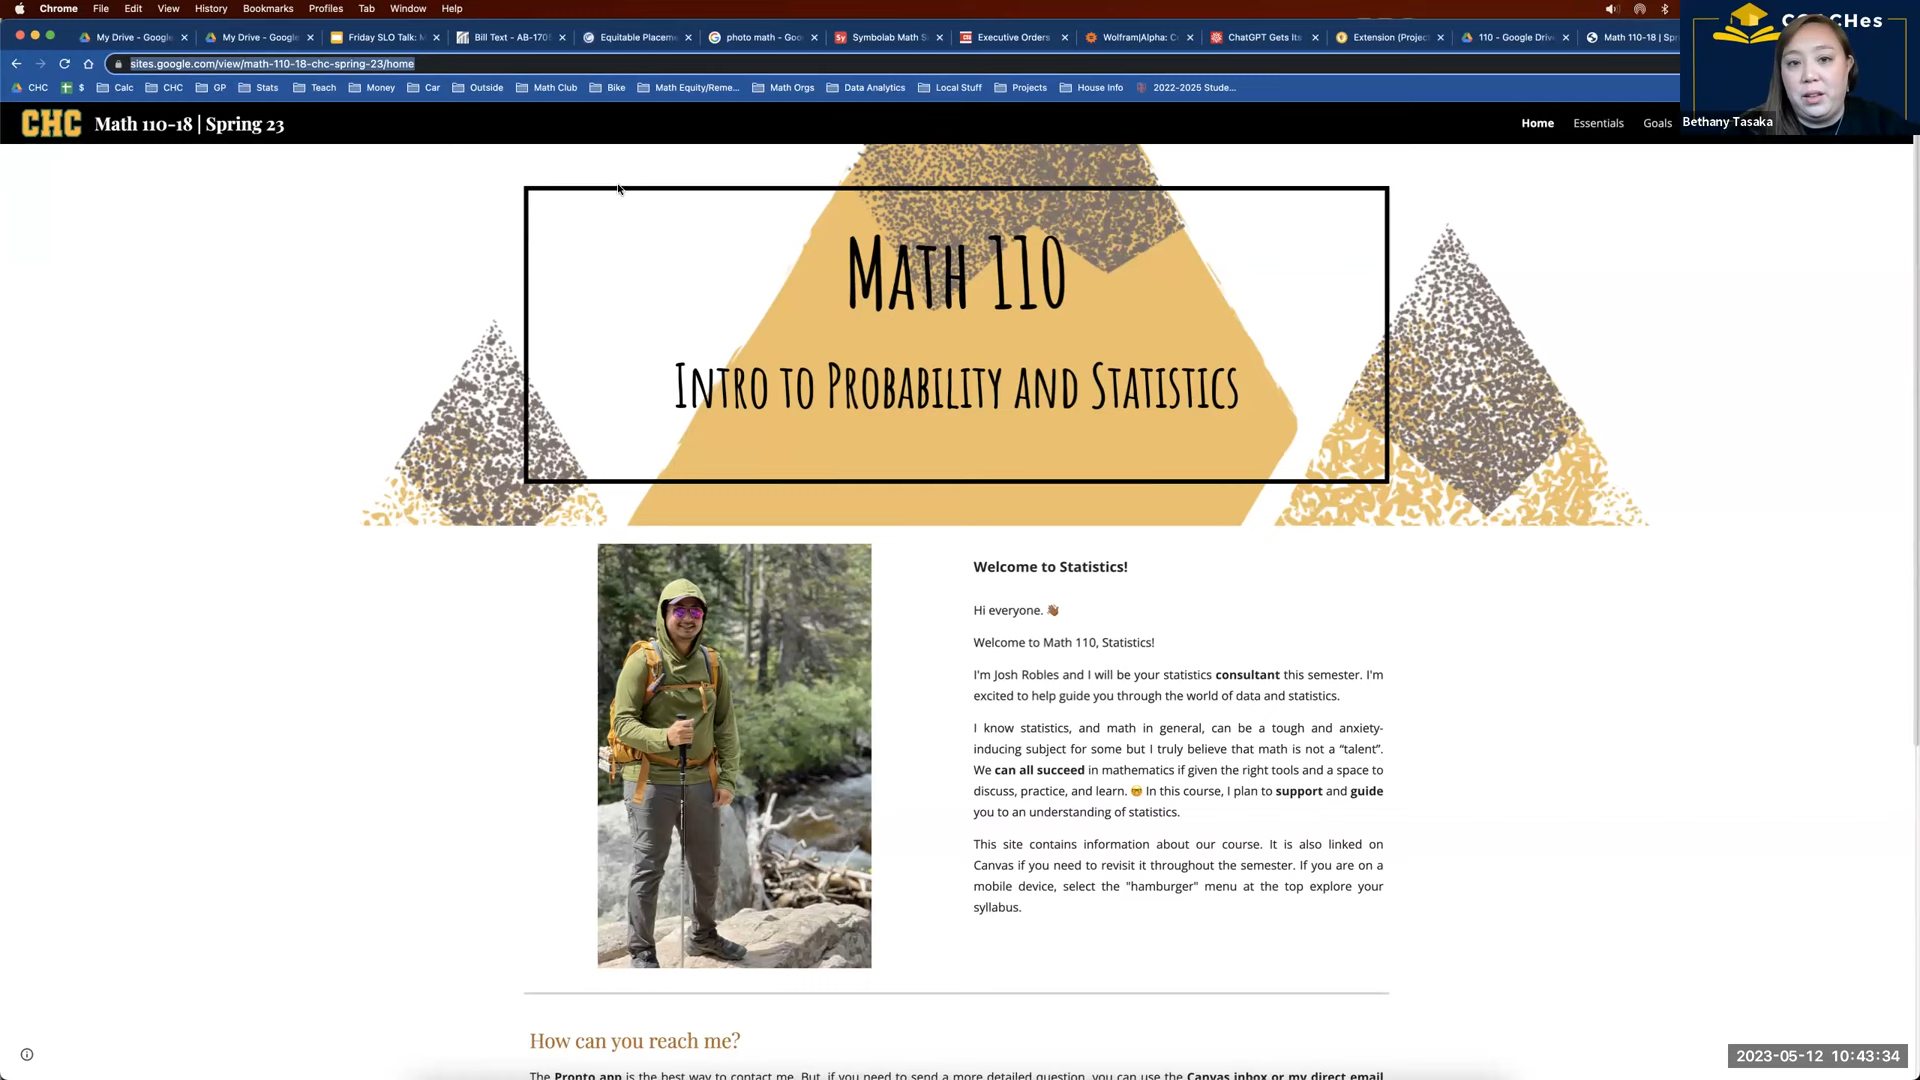 Chrome File Edit View History Bookmarks Profiles Tab Window Help
My Drive - Google My Drive - Google Friday SLO Talk: Bill Text - AB-170 Equitable Placem photo math - Goo Symbolab Math S Executive Orders Wolfram|Alpha: C ChatGPT Gets Its Extension (Projec 110 - Google Driv Math 110-18 | Spr
sites.google.com/view/math-110-18-chc-spring-23/home
CHC $ Calc CHC GP Stats Teach Money Car Outside Math Club Bike Math Equity/Reme... Math Orgs Data Analytics Local Stuff Projects House Info 2022-2025 Stude...
Bethany Tasaka
CHC Math 110-18 | Spring 23
Home Essentials Goals
Math 110
Intro to Probability and Statistics
Welcome to Statistics!
Hi everyone.
Welcome to Math 110, Statistics!
I'm Josh Robles and I will be your statistics consultant this semester. I'm
excited to help guide you through the world of data and statistics.
I know statistics, and math in general, can be a tough and anxiety-
inducing subject for some but I truly believe that math is not a “talent”.
We can all succeed in mathematics if given the right tools and a space to
discuss, practice, and learn. In this course, I plan to support and guide
you to an understanding of statistics.
This site contains information about our course. It is also linked on
Canvas if you need to revisit it throughout the semester. If you are on a
mobile device, select the "hamburger" menu at the top explore your
syllabus.
How can you reach me?
The Pronto app is the best way to contact me. But, if you need to send a more detailed question, you can use the Canvas inbox or my direct email
2023-05-12 10:43:34